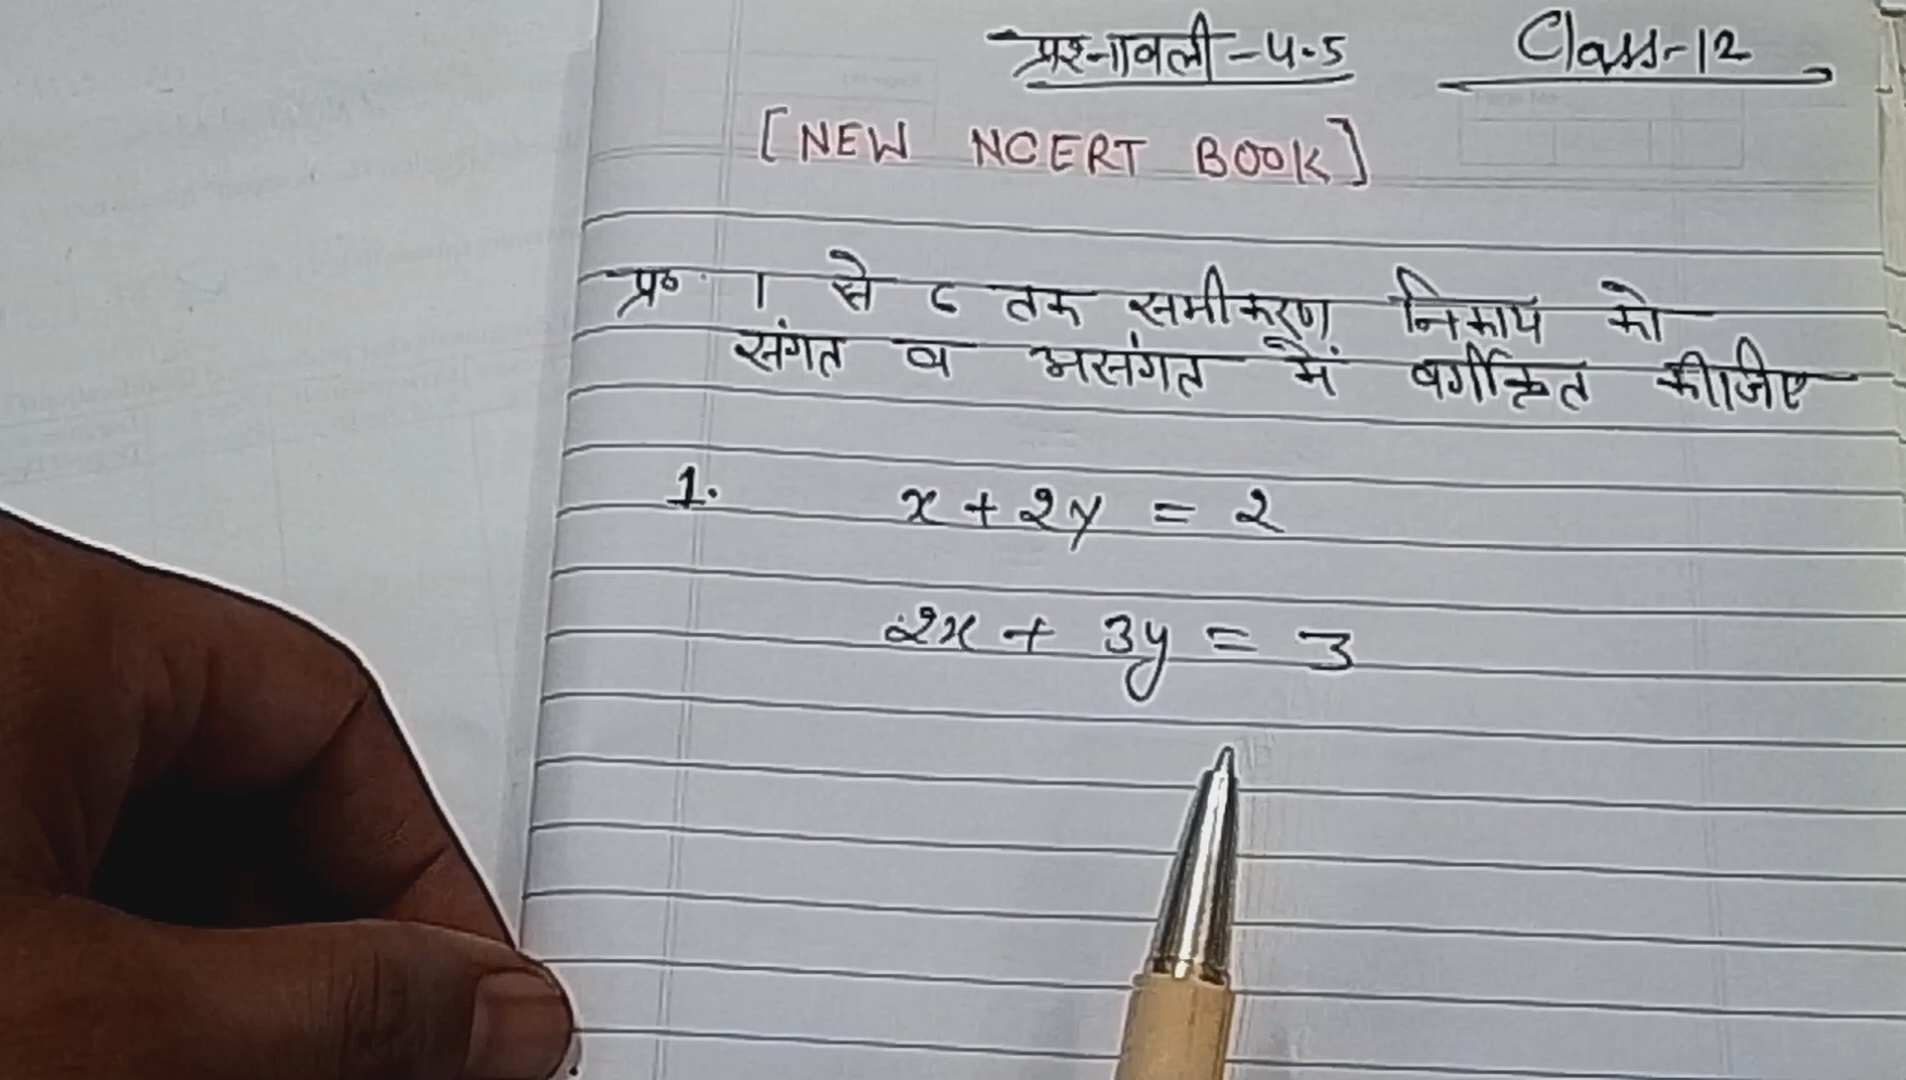 प्रश्नावली - 4.5 Class-12
[NEW NCERT BOOK]
प्र० 1 से 6 तक समीकरण निकाय को
संगत व असंगत में वर्गीकृत कीजिए
1. x + 2y = 2
2x + 3y = 3